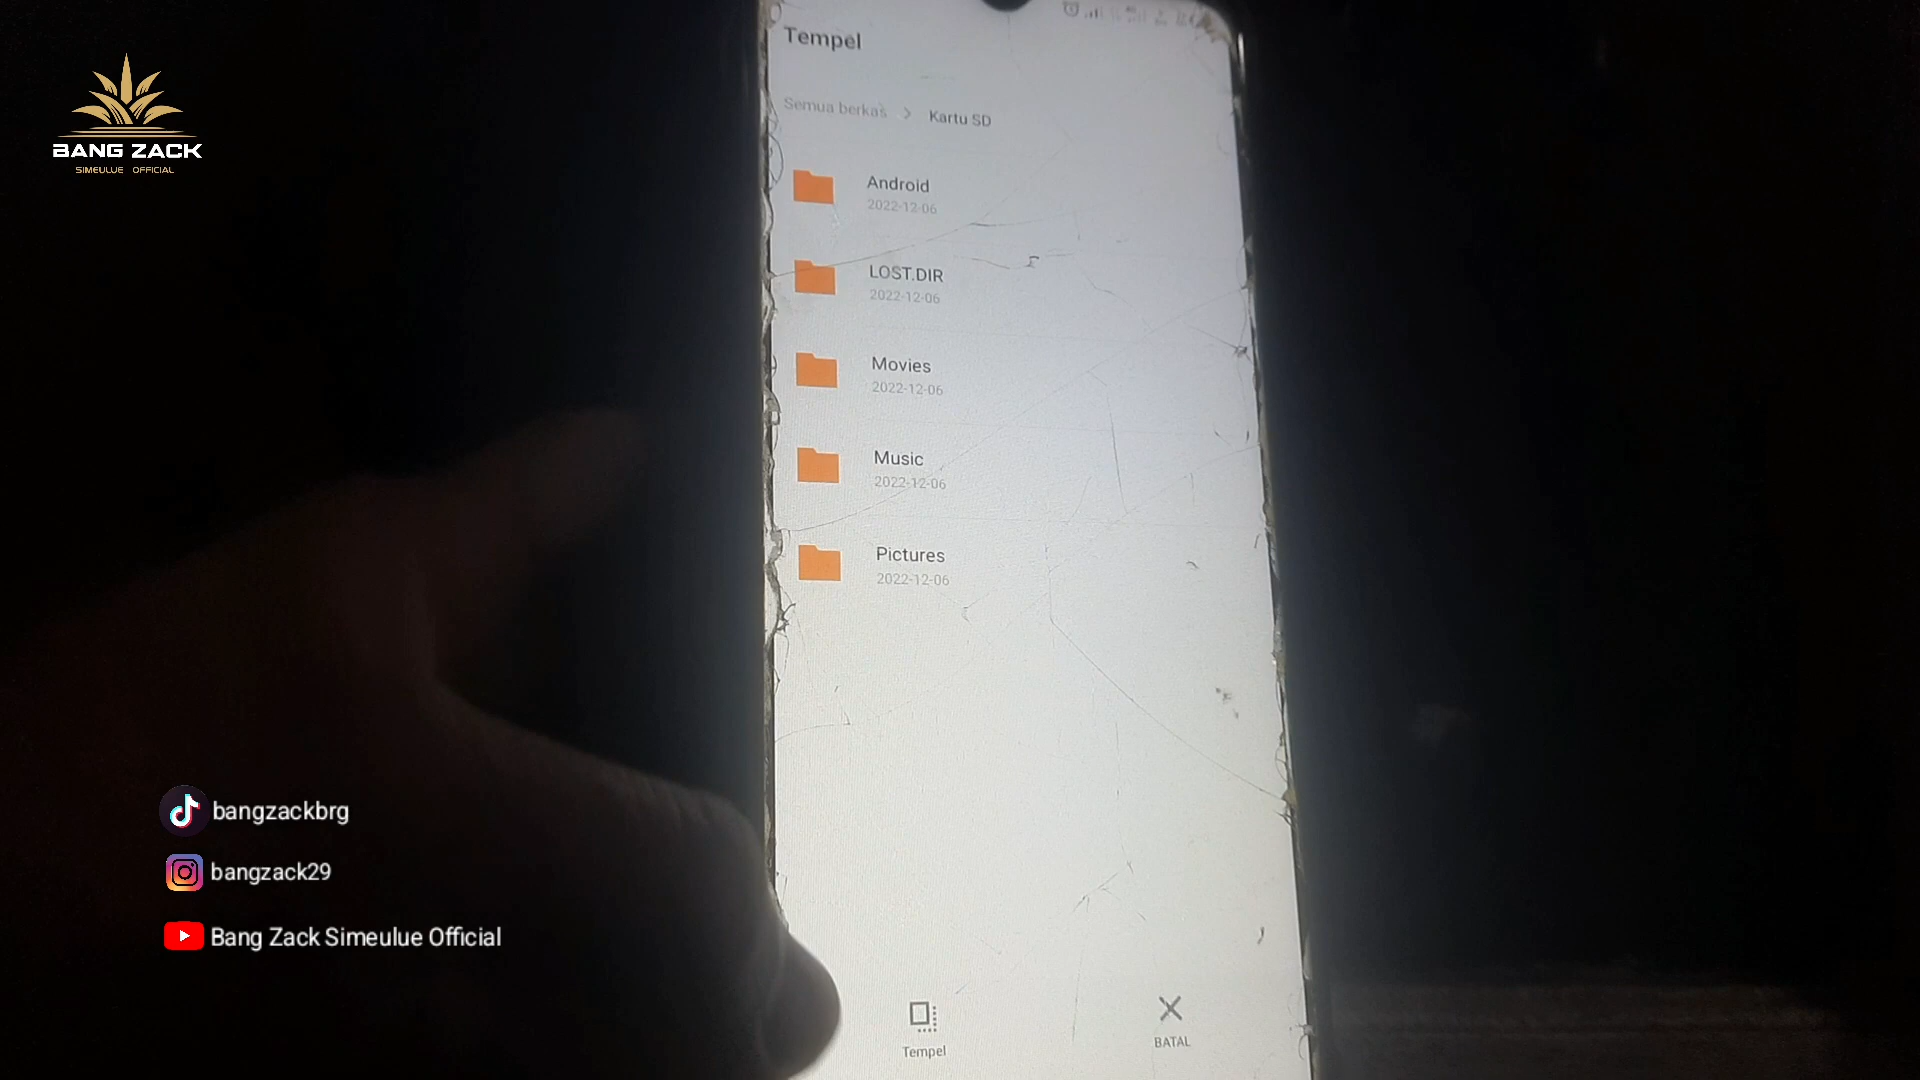 BANG ZACK
SIMEULUE OFFICIAL
Tempel
Semua berkas > Kartu SD
Android
2022-12-06
LOST.DIR
2022-12-06
Movies
2022-12-06
Music
2022-12-06
Pictures
2022-12-06
bangzackbrg
bangzack29
Bang Zack Simeulue Official
Tempel
BATAL